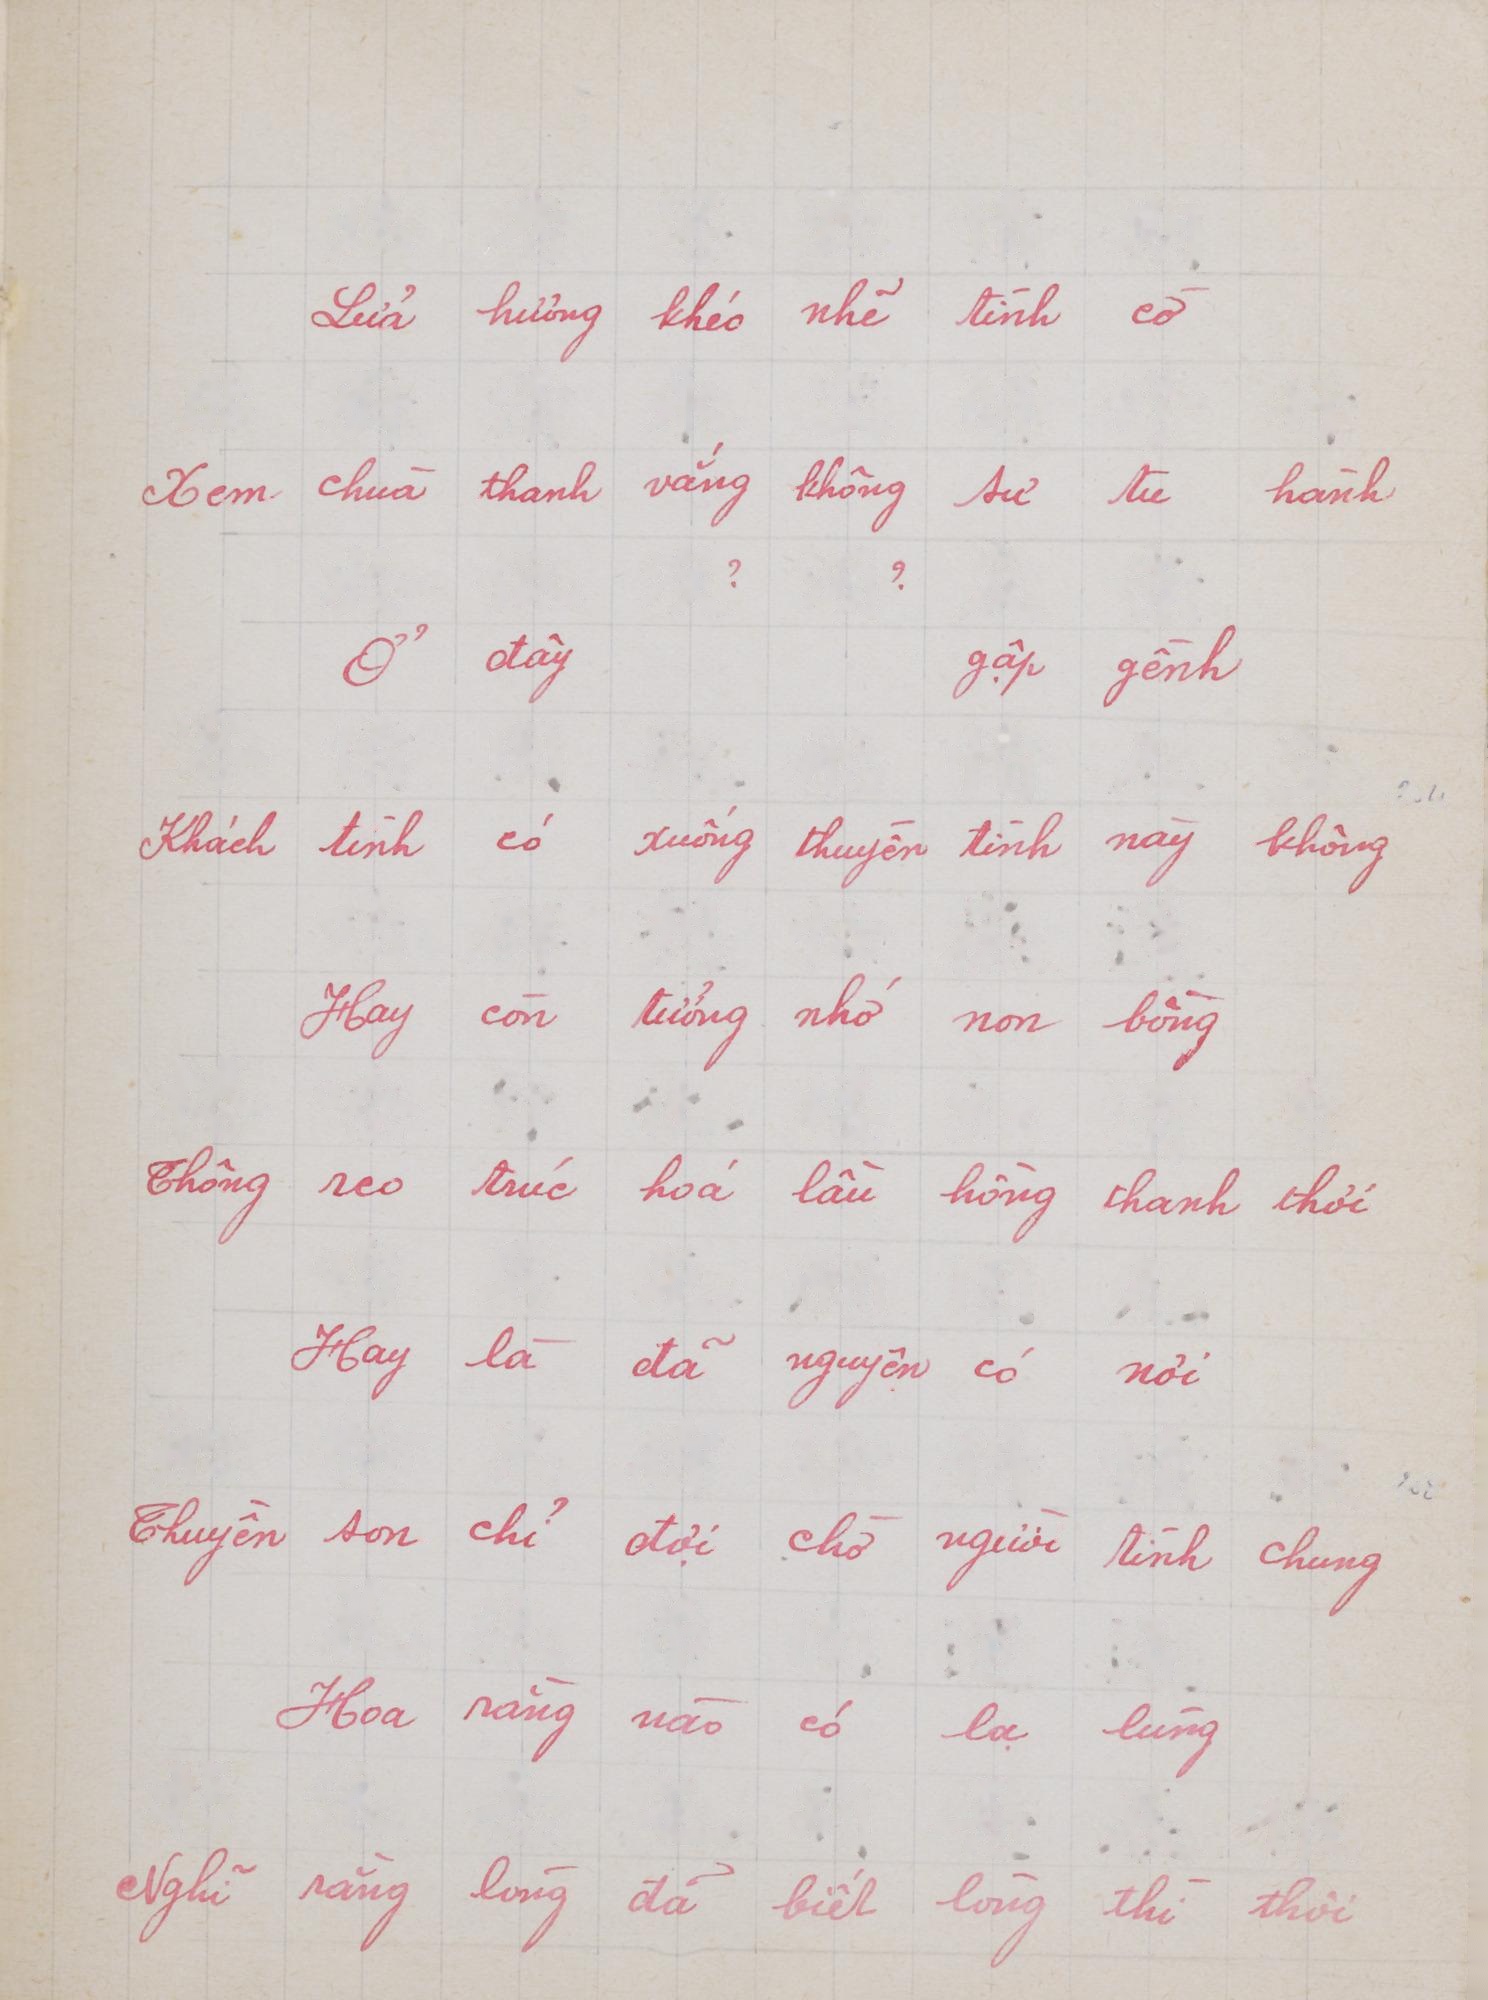 Lửa hương khéo nhẽ tình cờ
Xem chuà thanh vắng không sư tu hành
? ?
Ở đây gập gềnh
Khách tình có xuống thuyền tình này không
Hay còn tưởng nhớ non bồng
Thông reo trúc hoá lầu hồng thanh thơi
Hay là đã nguyện có nơi
Thuyền son chỉ đợi chờ người tình chung
Hoa rằng nào có lạ lùng
Nghĩ rằng lòng đã biết lòng thì thôi